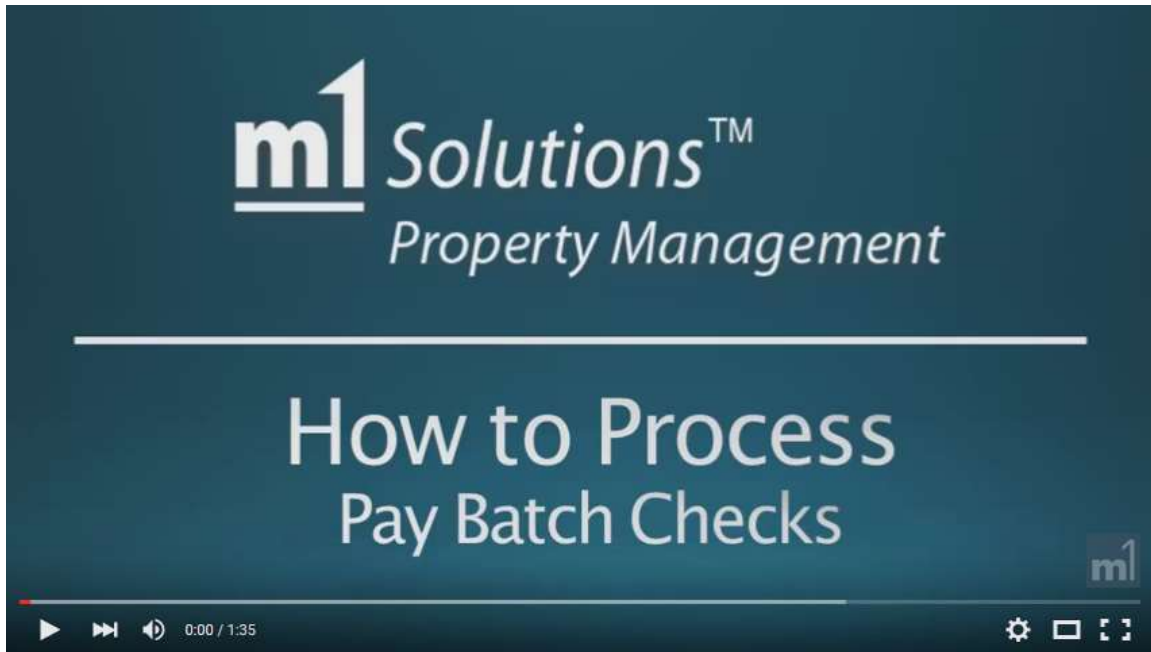 m1 Solutions™
Property Management
How to Process
Pay Batch Checks
m1
0:00 / 1:35